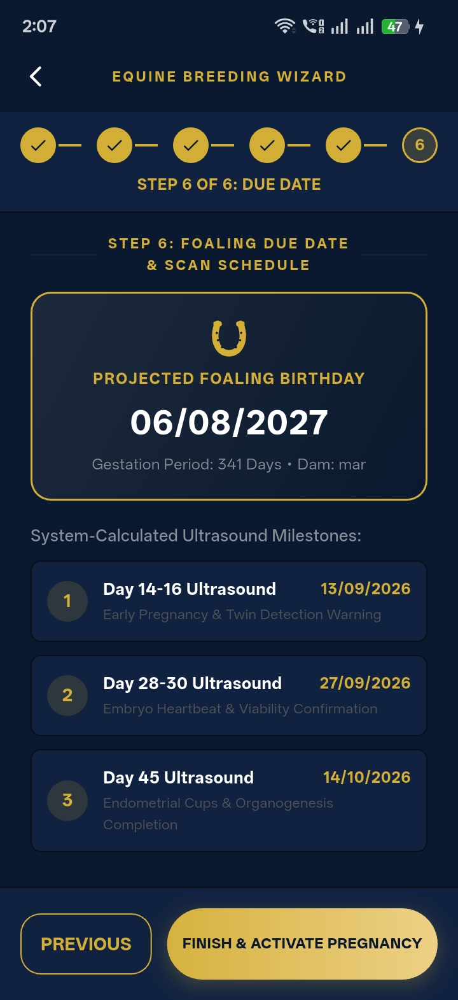 2:07
1
2
47
EQUINE BREEDING WIZARD
6
STEP 6 OF 6: DUE DATE
STEP 6: FOALING DUE DATE
& SCAN SCHEDULE
PROJECTED FOALING BIRTHDAY
06/08/2027
Gestation Period: 341 Days • Dam: mar
System-Calculated Ultrasound Milestones:
1
Day 14-16 Ultrasound 13/09/2026
Early Pregnancy & Twin Detection Warning
2
Day 28-30 Ultrasound 27/09/2026
Embryo Heartbeat & Viability Confirmation
3
Day 45 Ultrasound 14/10/2026
Endometrial Cups & Organogenesis
Completion
PREVIOUS FINISH & ACTIVATE PREGNANCY